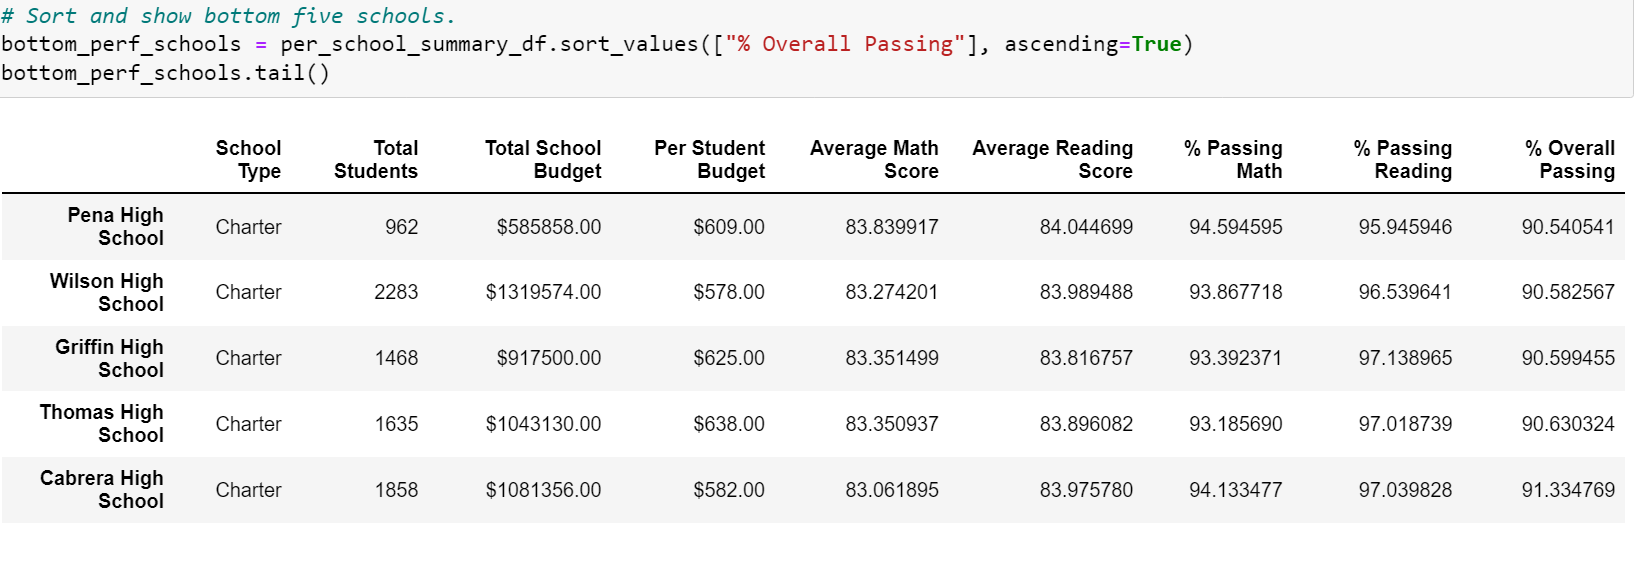 # Sort and show bottom five schools.
bottom_perf_schools = per_school_summary_df.sort_values(["% Overall Passing"], ascending=True)
bottom_perf_schools.tail()
School Type Total Students Total School Budget Per Student Budget Average Math Score Average Reading Score % Passing Math % Passing Reading % Overall Passing
Pena High School Charter 962 $585858.00 $609.00 83.839917 84.044699 94.594595 95.945946 90.540541
Wilson High School Charter 2283 $1319574.00 $578.00 83.274201 83.989488 93.867718 96.539641 90.582567
Griffin High School Charter 1468 $917500.00 $625.00 83.351499 83.816757 93.392371 97.138965 90.599455
Thomas High School Charter 1635 $1043130.00 $638.00 83.350937 83.896082 93.185690 97.018739 90.630324
Cabrera High School Charter 1858 $1081356.00 $582.00 83.061895 83.975780 94.133477 97.039828 91.334769